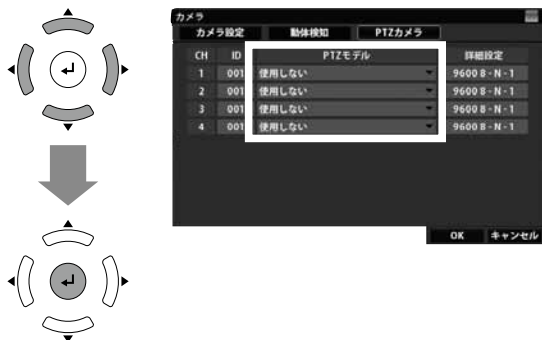 カメラ
カメラ設定 動体検知 PTZカメラ
CH ID PTZモデル 詳細設定
1 001 使用しない 9600 8 - N - 1
2 001 使用しない 9600 8 - N - 1
3 001 使用しない 9600 8 - N - 1
4 001 使用しない 9600 8 - N - 1
OK キャンセル